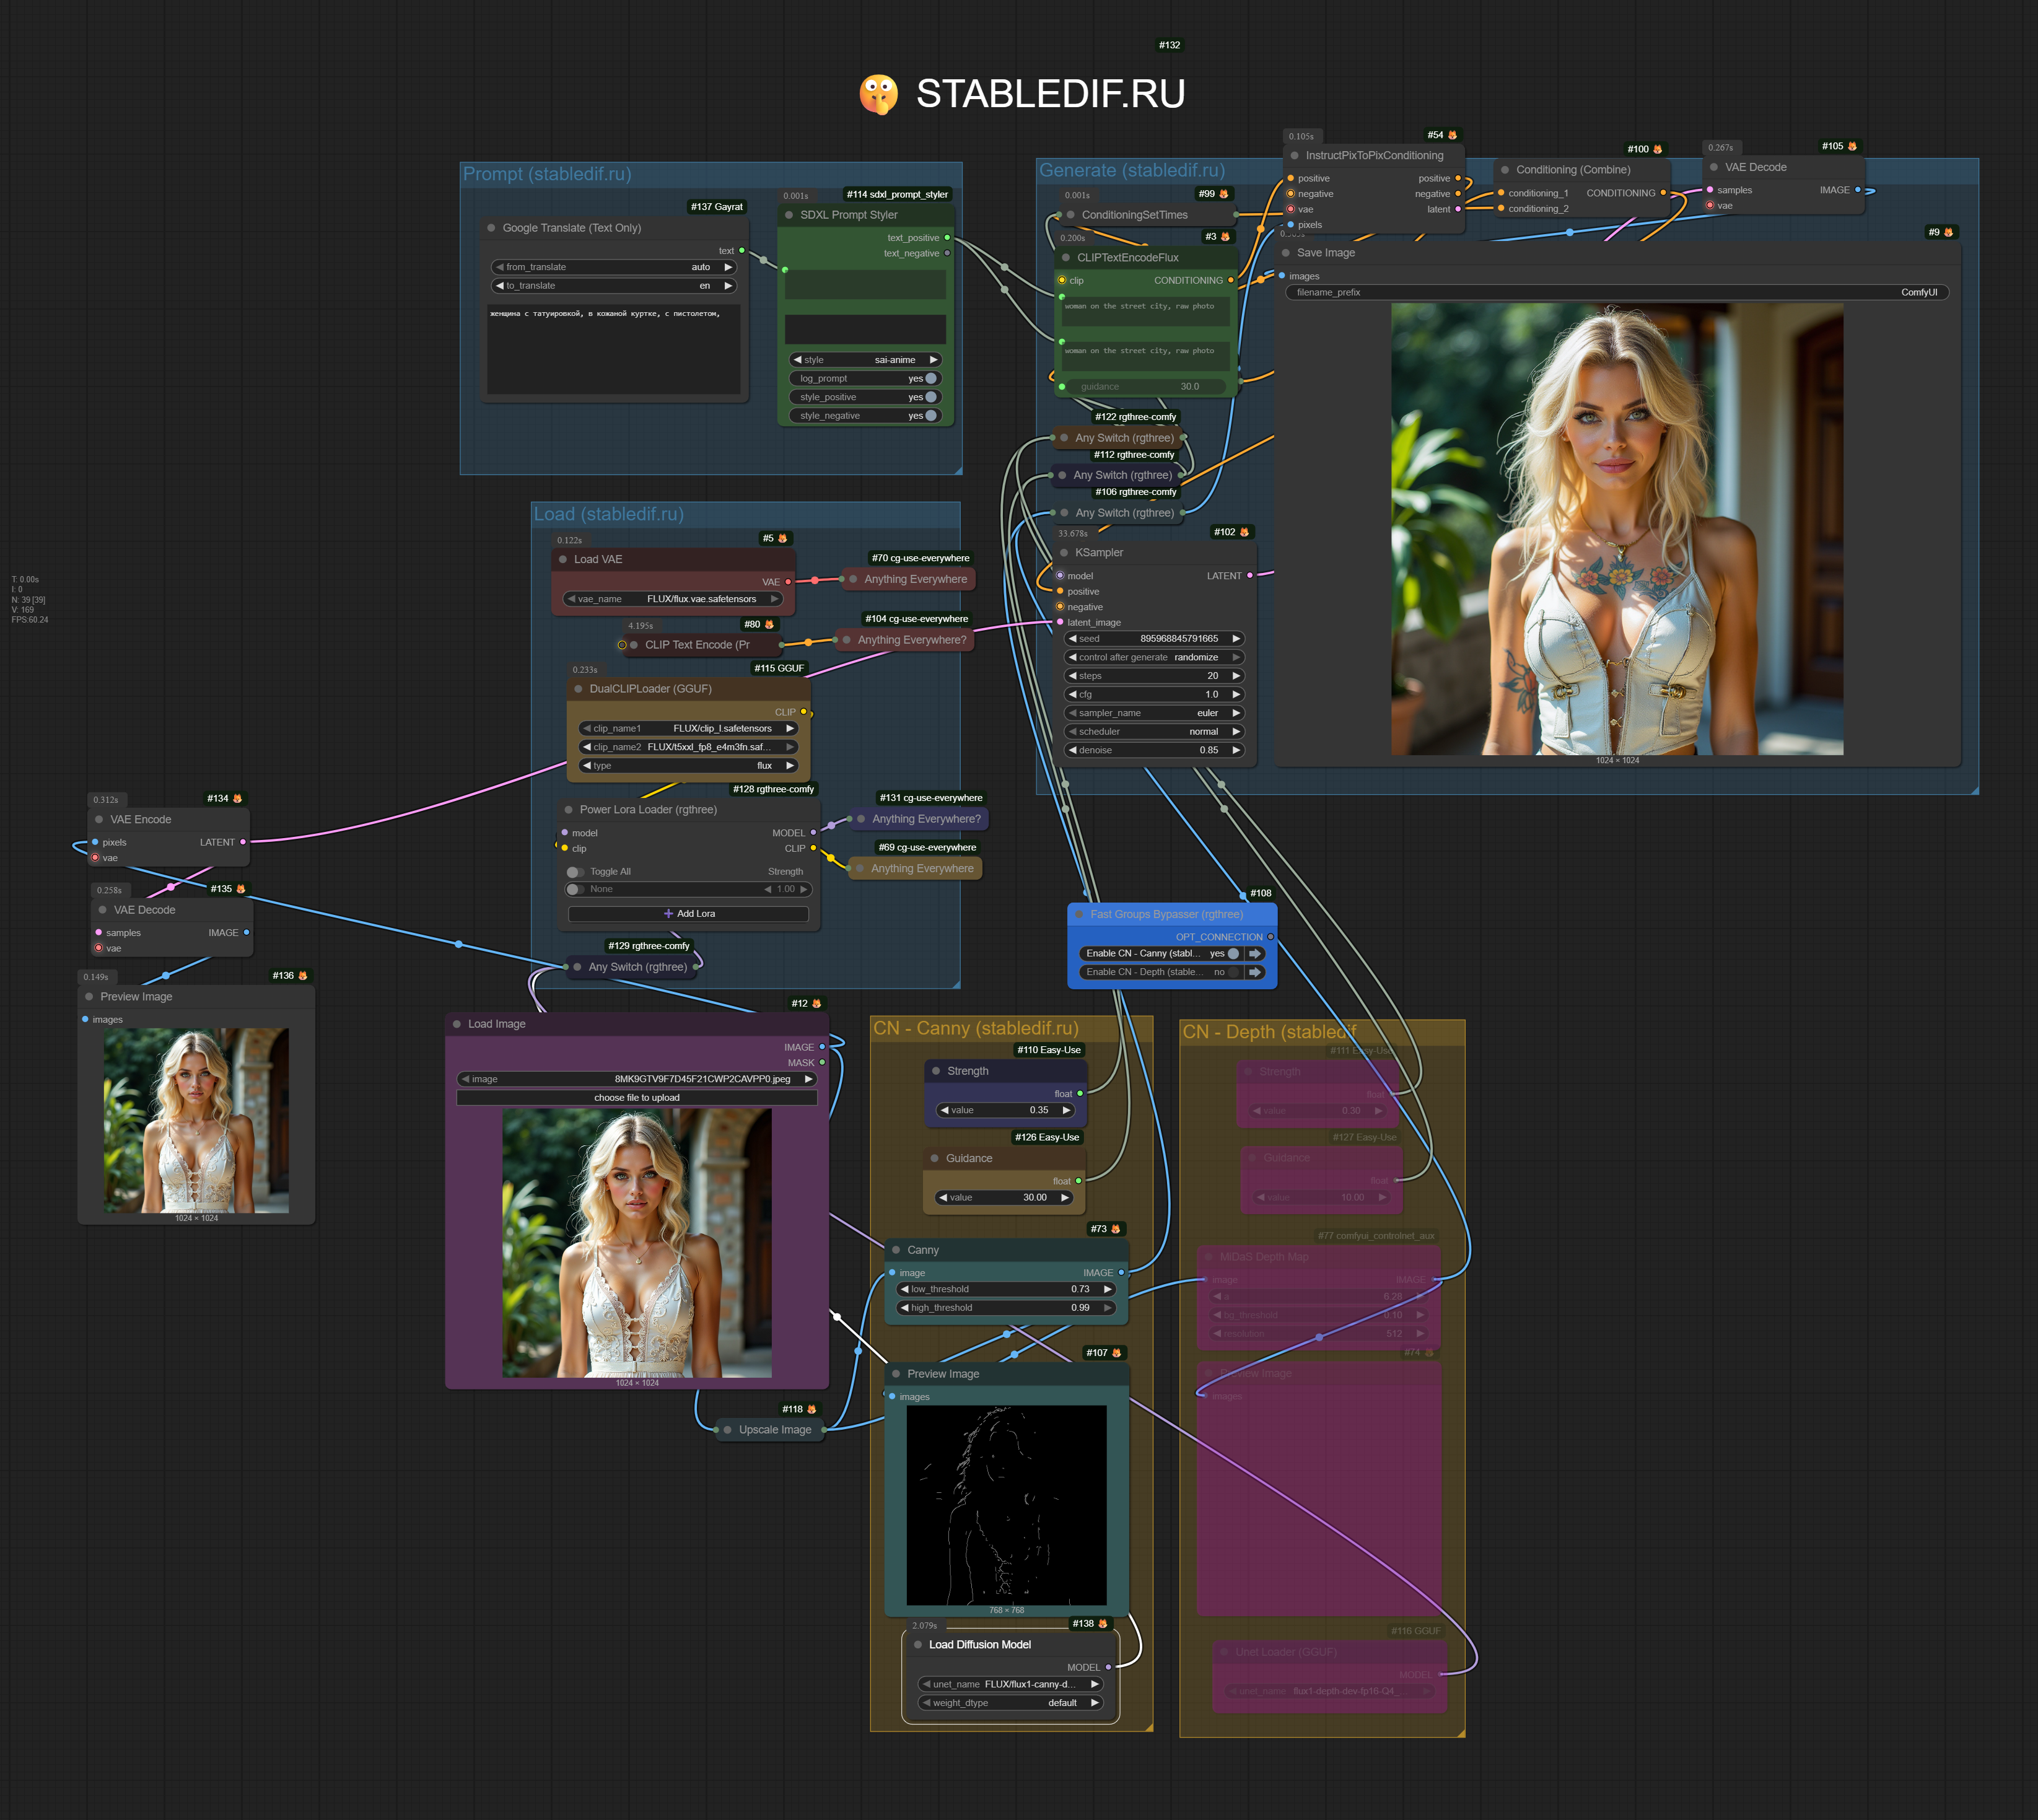 #132
STABLEDIF.RU
Prompt (stabledif.ru)
#137 Gayrat
Google Translate (Text Only)
text
from_translate auto
to_translate en
женщина с татуировкой, в кожаной куртке, с пистолетом,
0.001s
#114 sdxl_prompt_styler
SDXL Prompt Styler
text_positive
text_negative
style sai-anime
log_prompt yes
style_positive yes
style_negative yes
Generate (stabledif.ru)
0.001s
#99
ConditioningSetTimes
0.200s
#3
CLIPTextEncodeFlux
clip CONDITIONING
woman on the street city, raw photo
woman on the street city, raw photo
guidance 30.0
#122 rgthree-comfy
Any Switch (rgthree)
#112 rgthree-comfy
Any Switch (rgthree)
#106 rgthree-comfy
Any Switch (rgthree)
33.678s
#102
KSampler
model LATENT
positive
negative
latent_image
seed 895968845791665
control after generate randomize
steps 20
cfg 1.0
sampler_name euler
scheduler normal
denoise 0.85
0.105s
#54
InstructPixToPixConditioning
positive positive
negative negative
vae latent
pixels
#100
Conditioning (Combine)
conditioning_1 CONDITIONING
conditioning_2
0.267s
#105
VAE Decode
samples IMAGE
vae
#9
Save Image
images
filename_prefix ComfyUI
1024 × 1024
Load (stabledif.ru)
0.122s
#5
Load VAE
VAE
vae_name FLUX/flux.vae.safetensors
#70 cg-use-everywhere
Anything Everywhere
4.195s
#80
CLIP Text Encode (Pr
#104 cg-use-everywhere
Anything Everywhere?
0.233s
#115 GGUF
DualCLIPLoader (GGUF)
CLIP
clip_name1 FLUX/clip_l.safetensors
clip_name2 FLUX/t5xxl_fp8_e4m3fn.saf...
type flux
#128 rgthree-comfy
Power Lora Loader (rgthree)
model MODEL
clip CLIP
Toggle All Strength
None 1.00
Add Lora
#131 cg-use-everywhere
Anything Everywhere?
#69 cg-use-everywhere
Anything Everywhere
#129 rgthree-comfy
Any Switch (rgthree)
T: 0.00s
I: 0
N: 39 [39]
V: 169
FPS:60.24
0.312s
#134
VAE Encode
pixels LATENT
vae
0.258s
#135
VAE Decode
samples IMAGE
vae
0.149s
#136
Preview Image
images
1024 × 1024
#108
Fast Groups Bypasser (rgthree)
OPT_CONNECTION
Enable CN - Canny (stabl... yes
Enable CN - Depth (stable... no
#12
Load Image
IMAGE
MASK
image 8MK9GTV9F7D45F21CWP2CAVPP0.jpeg
choose file to upload
1024 × 1024
#118
Upscale Image
CN - Canny (stabledif.ru)
#110 Easy-Use
Strength
float
value 0.35
#126 Easy-Use
Guidance
float
value 30.00
#73
Canny
image IMAGE
low_threshold 0.73
high_threshold 0.99
#107
Preview Image
images
768 × 768
2.079s
#138
Load Diffusion Model
MODEL
unet_name FLUX/flux1-canny-d...
weight_dtype default
CN - Depth (stabledif
#111 Easy-Use
Strength
float
value 0.30
#127 Easy-Use
Guidance
float
value 10.00
#77 comfyui_controlnet_aux
MiDaS Depth Map
image IMAGE
a 6.28
bg_threshold 0.10
resolution 512
#74
Preview Image
images
#116 GGUF
Unet Loader (GGUF)
MODEL
unet_name flux1-depth-dev-fp16-Q4_...